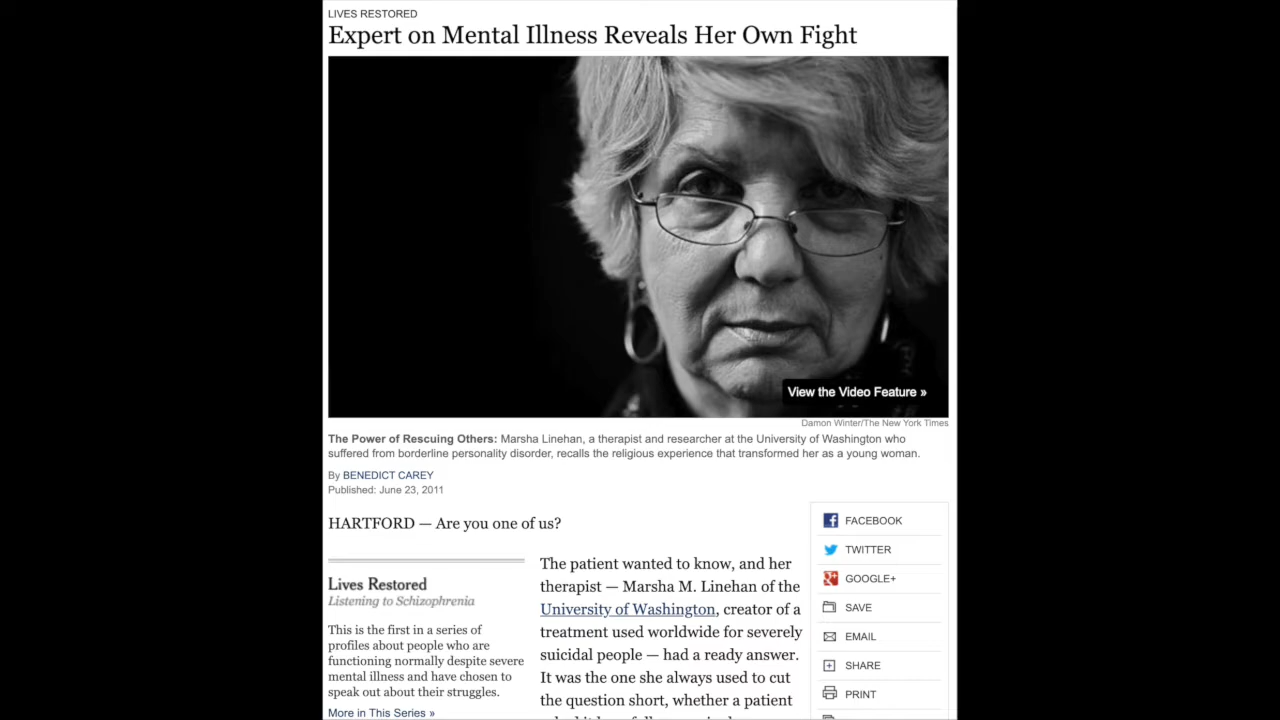 LIVES RESTORED
Expert on Mental Illness Reveals Her Own Fight
View the Video Feature »
Damon Winter/The New York Times
The Power of Rescuing Others: Marsha Linehan, a therapist and researcher at the University of Washington who
suffered from borderline personality disorder, recalls the religious experience that transformed her as a young woman.
By BENEDICT CAREY
Published: June 23, 2011
HARTFORD — Are you one of us?
Lives Restored
Listening to Schizophrenia
This is the first in a series of
profiles about people who are
functioning normally despite severe
mental illness and have chosen to
speak out about their struggles.
More in This Series »
The patient wanted to know, and her
therapist — Marsha M. Linehan of the
University of Washington, creator of a
treatment used worldwide for severely
suicidal people — had a ready answer.
It was the one she always used to cut
the question short, whether a patient
FACEBOOK
TWITTER
GOOGLE+
SAVE
EMAIL
SHARE
PRINT